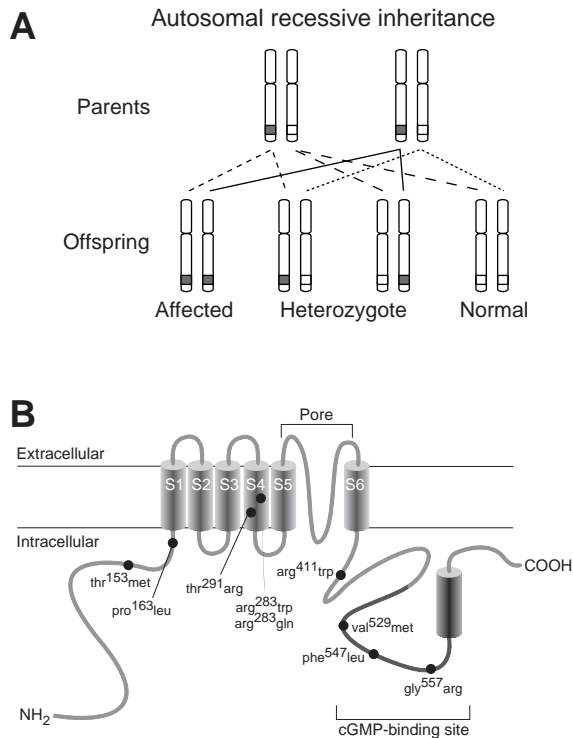 A
Autosomal recessive inheritance
Parents
Offspring
Affected
Heterozygote
Normal
B
Pore
Extracellular
S1 S2 S3 S4 S5 S6
Intracellular
COOH
arg411trp
thr153met
thr291arg
pro163leu
arg283trp
arg283gln
val529met
phe547leu
gly557arg
NH2
cGMP-binding site